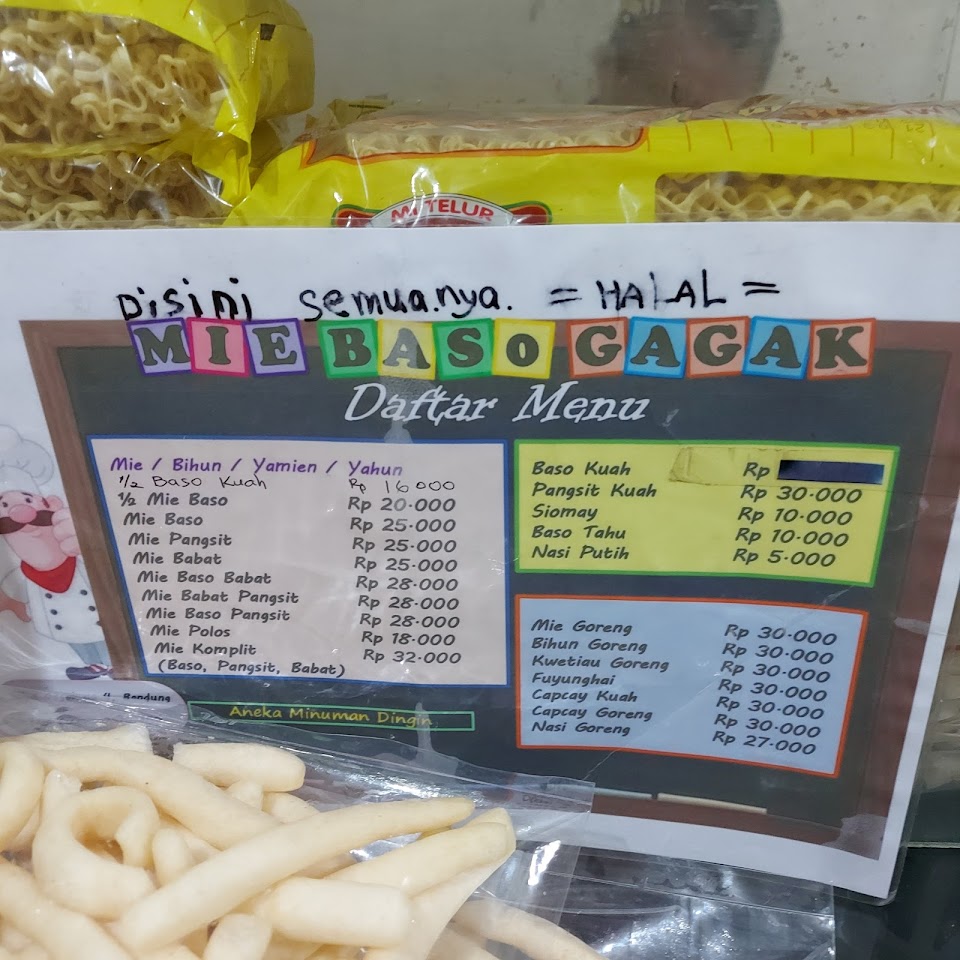 MI TELUR
Disini semuanya. = HALAL =
MIE BASO GAGAK
Daftar Menu
Mie / Bihun / Yamien / Yahun
1/2 Baso Kuah Rp 16000
1/2 Mie Baso Rp 20.000
Mie Baso Rp 25.000
Mie Pangsit Rp 25.000
Mie Babat Rp 25.000
Mie Baso Babat Rp 28.000
Mie Babat Pangsit Rp 28.000
Mie Baso Pangsit Rp 28.000
Mie Polos Rp 18.000
Mie Komplit Rp 32.000
(Baso, Pangsit, Babat)
Aneka Minuman Dingin
Baso Kuah Rp
Pangsit Kuah Rp 30.000
Siomay Rp 10.000
Baso Tahu Rp 10.000
Nasi Putih Rp 5.000
Mie Goreng Rp 30.000
Bihun Goreng Rp 30.000
Kwetiau Goreng Rp 30.000
Fuyunghai Rp 30.000
Capcay Kuah Rp 30.000
Capcay Goreng Rp 30.000
Nasi Goreng Rp 27.000
Bandung